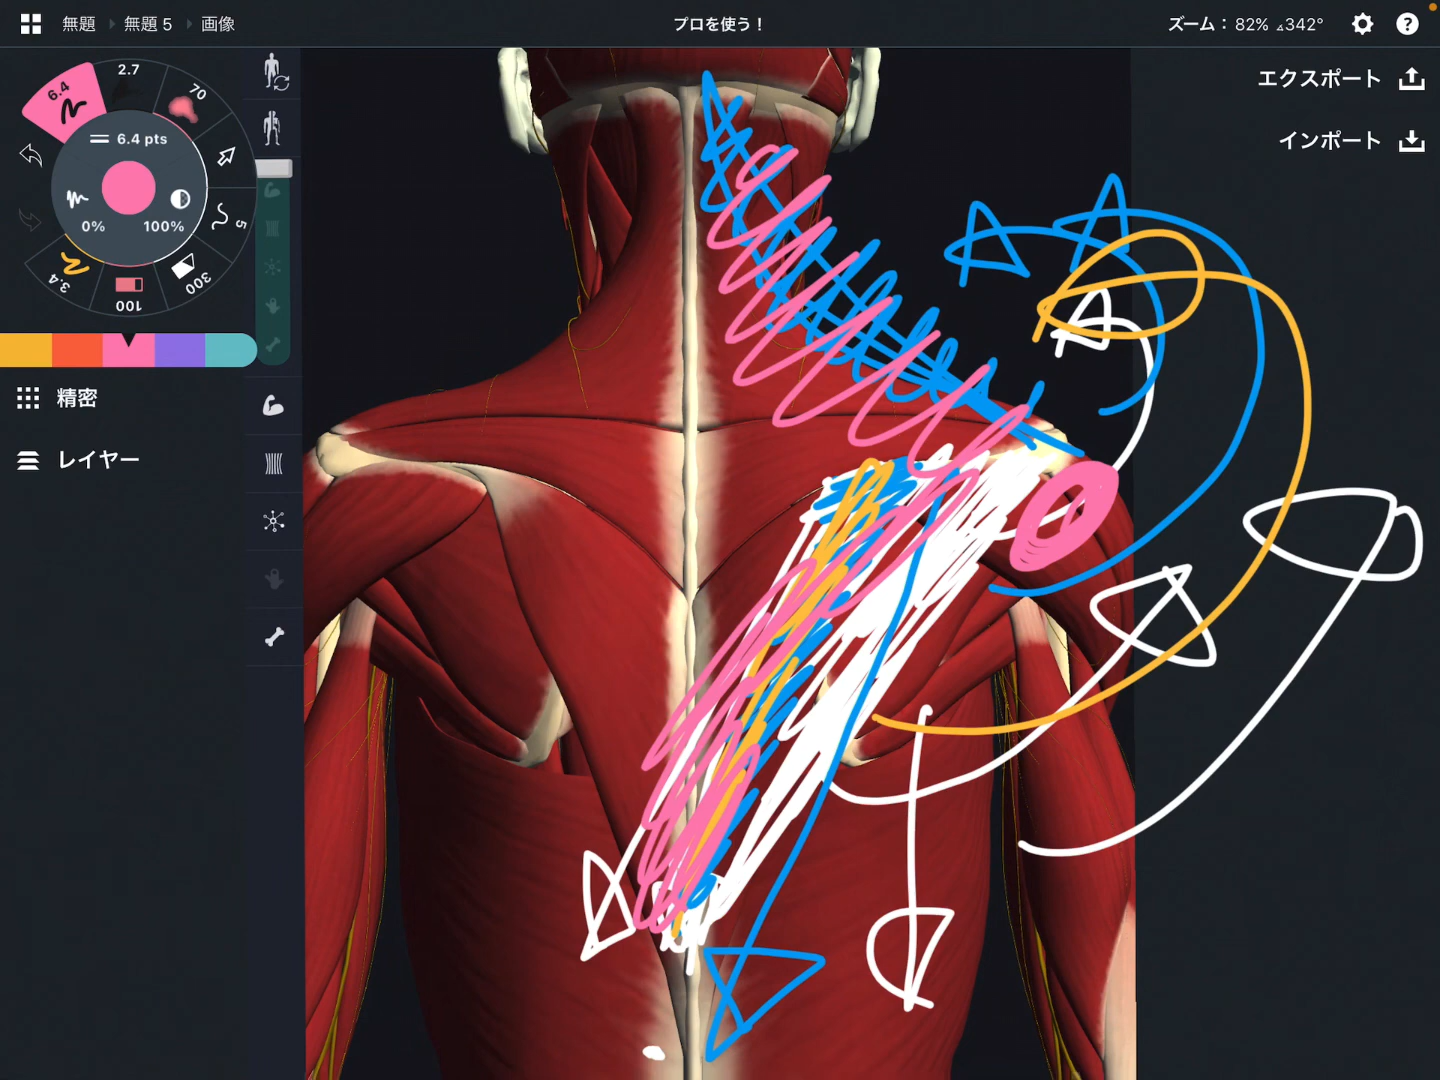 無題 無題 5 画像
プロを使う!
ズーム: 82% ⦟342°
エクスポート
インポート
6.4
2.7
70
5
300
100
3.4
6.4 pts
0%
100%
精密
レイヤー